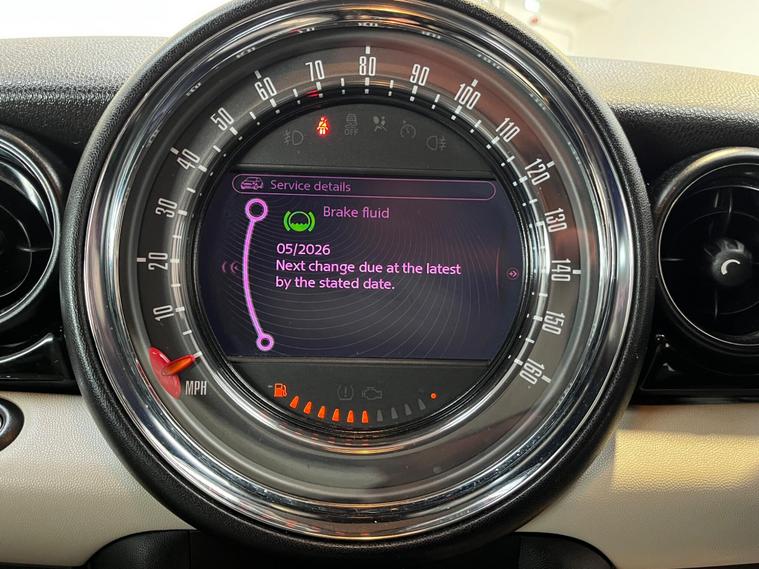 10
20
30
40
50
60
70
80
90
100
110
120
130
140
150
160
MPH
OFF
Service details
Brake fluid
05/2026
Next change due at the latest
by the stated date.